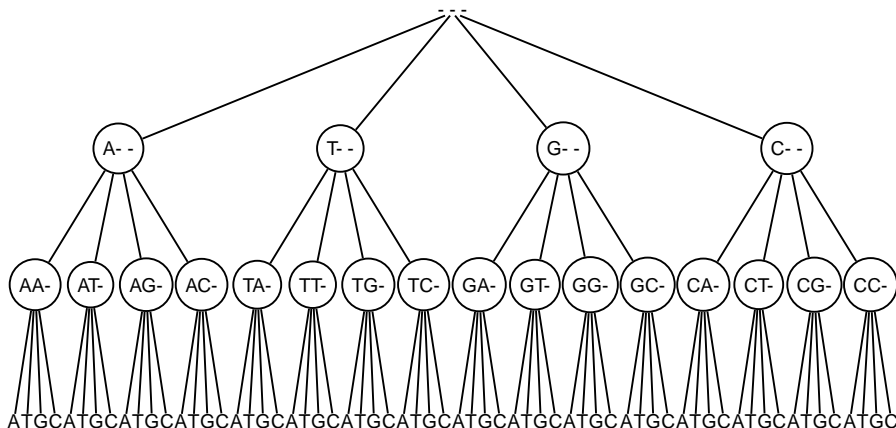 - - -
A- - T- - G- - C- -
AA- AT- AG- AC- TA- TT- TG- TC- GA- GT- GG- GC- CA- CT- CG- CC-
ATGCATGCATGCATGCATGCATGCATGCATGCATGCATGCATGCATGCATGCATGCATGCATGC